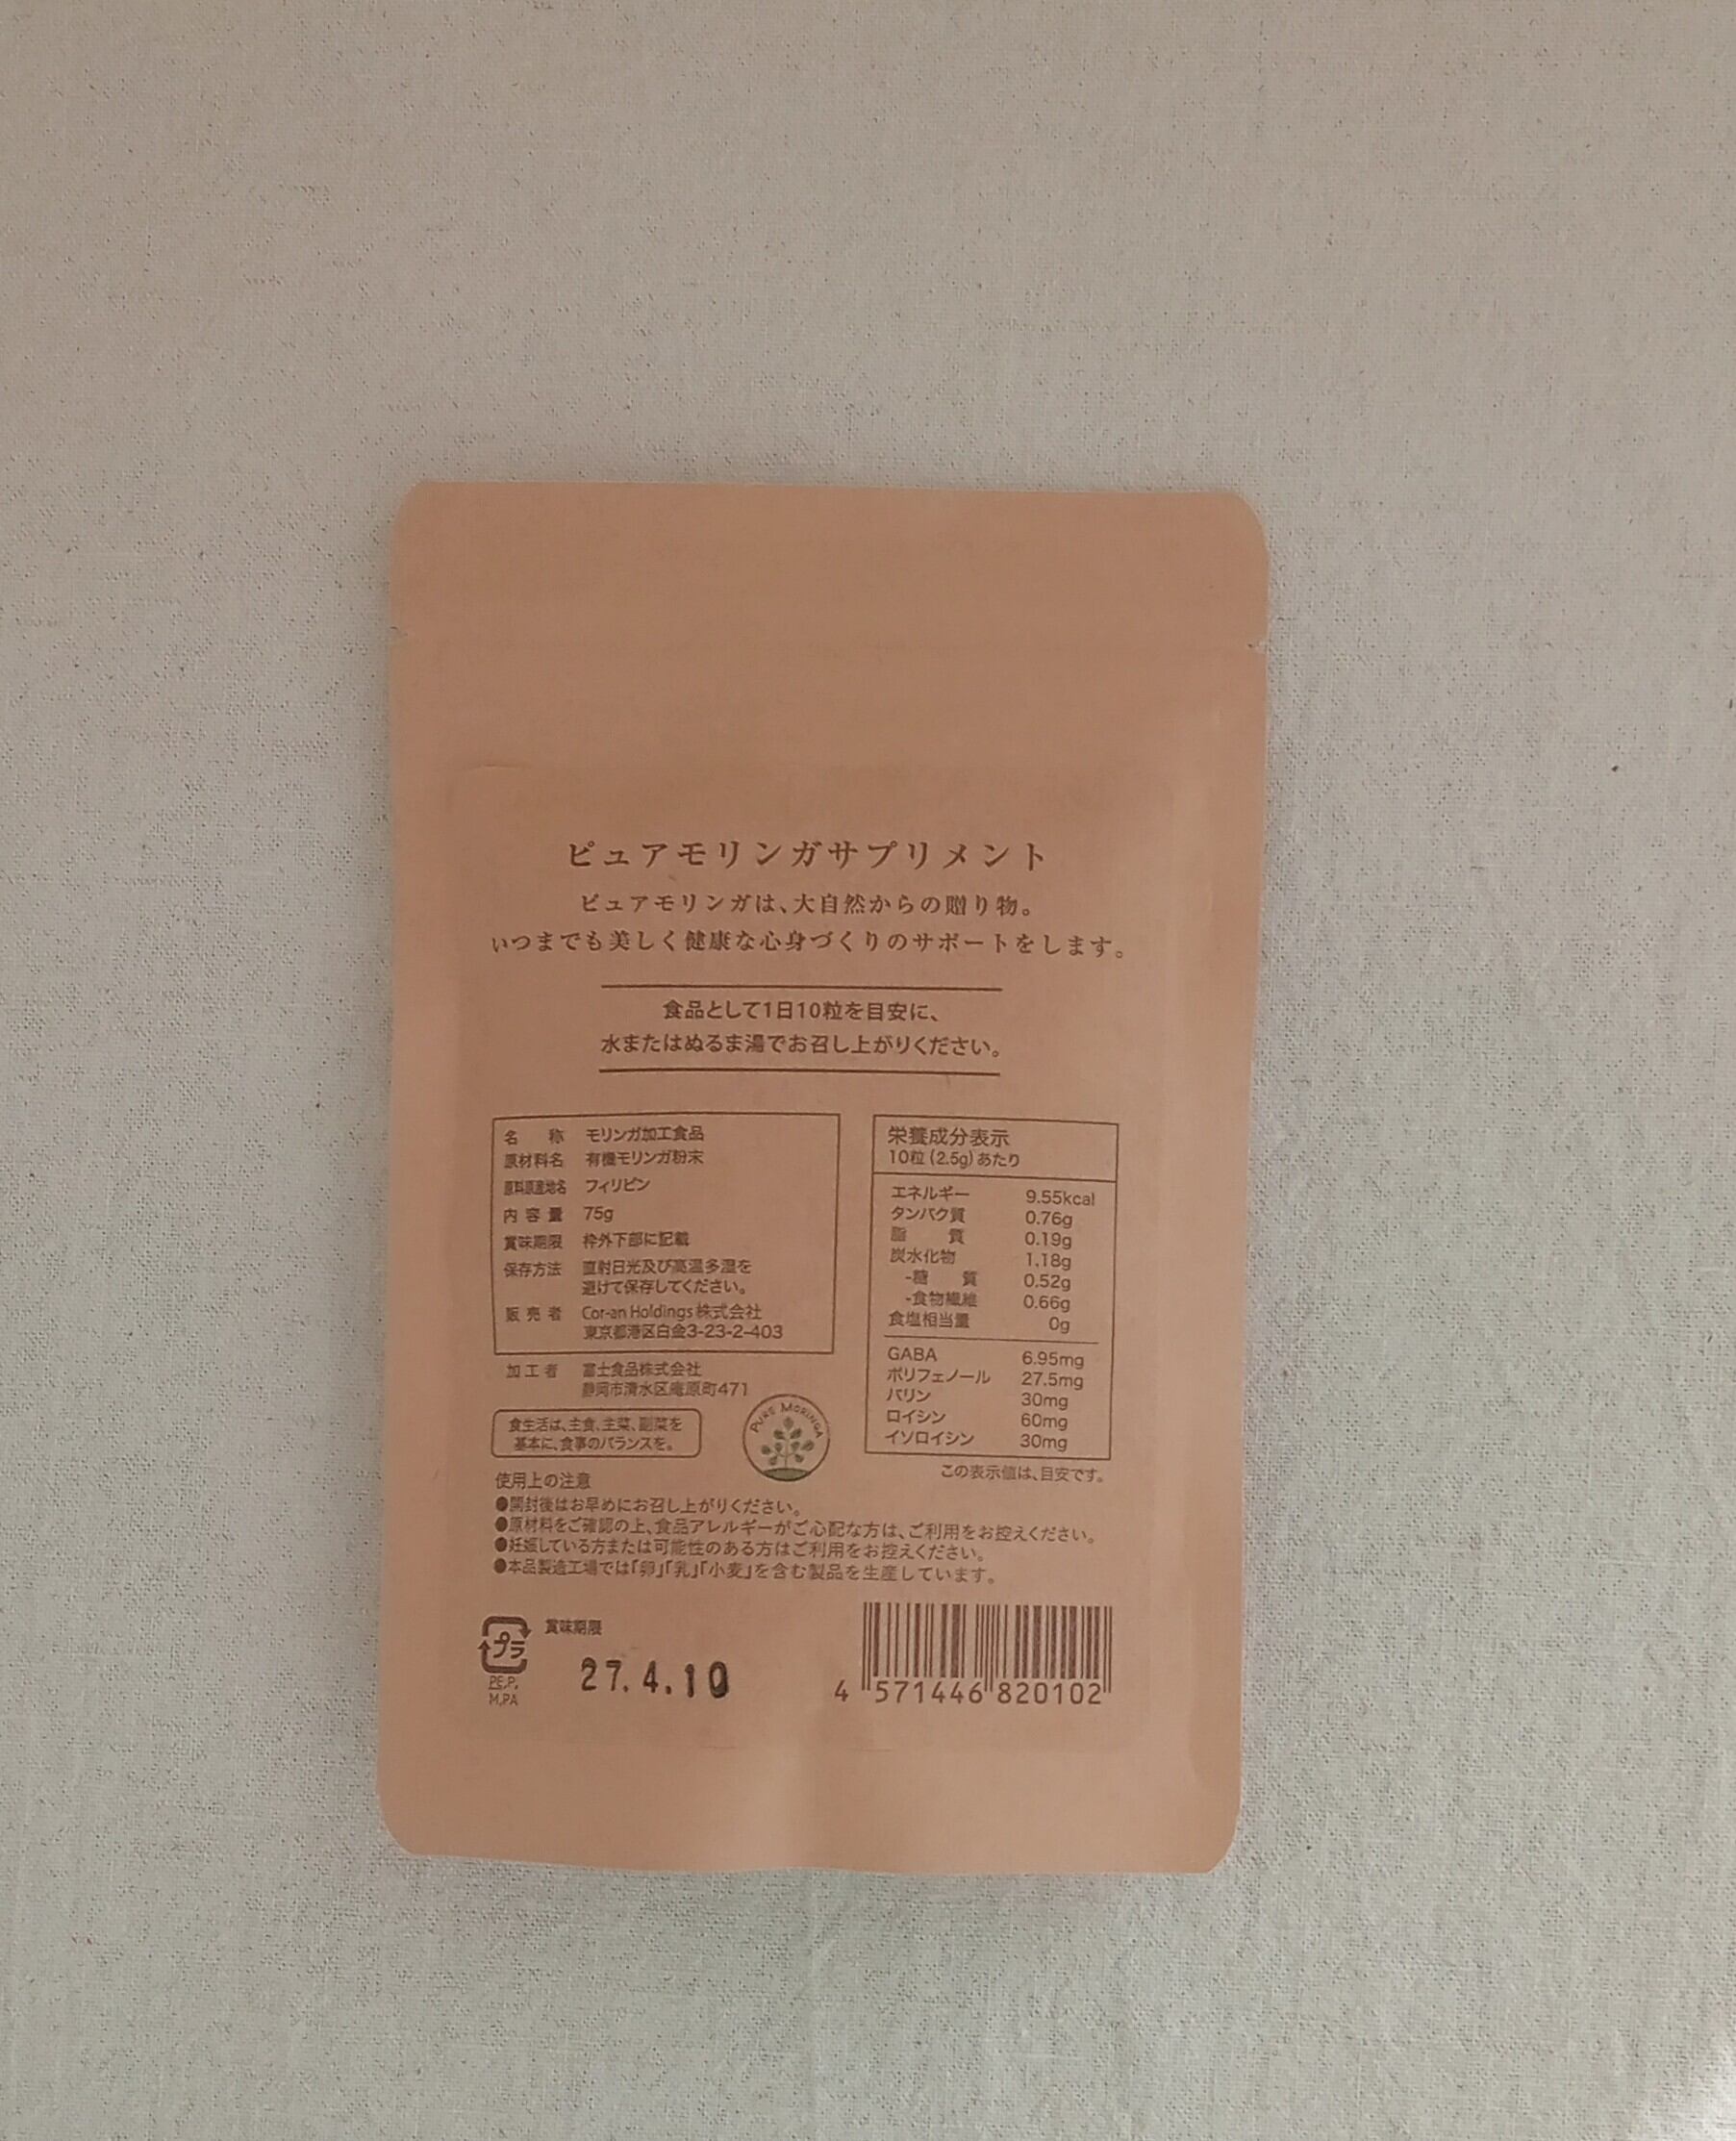 ピュアモリンガサプリメント
ピュアモリンガは、大自然からの贈り物。
いつまでも美しく健康な心身づくりのサポートをします。
食品として1日10粒を目安に、
水またはぬるま湯でお召し上がりください。
名　称　モリンガ加工食品
原材料名　有機モリンガ粉末
原料原産地名　フィリピン
内容量　75g
賞味期限　枠外下部に記載
保存方法　直射日光及び高温多湿を
避けて保存してください。
販売者　Cor-an Holdings 株式会社
東京都港区白金3-23-2-403
加工者　富士食品株式会社
静岡市清水区庵原町471
食生活は、主食、主菜、副菜を
基本に、食事のバランスを。
PURE MORINGA
栄養成分表示
10粒(2.5g)あたり
エネルギー　9.55kcal
タンパク質　0.76g
脂　質　0.19g
炭水化物　1.18g
-糖　質　0.52g
-食物繊維　0.66g
食塩相当量　0g
GABA　6.95mg
ポリフェノール　27.5mg
バリン　30mg
ロイシン　60mg
イソロイシン　30mg
この表示値は、目安です。
使用上の注意
●開封後はお早めにお召し上がりください。
●原材料をご確認の上、食品アレルギーがご心配な方は、ご利用をお控えください。
●妊娠している方または可能性のある方はご利用をお控えください。
●本品製造工場では「卵」「乳」「小麦」を含む製品を生産しています。
プラ
PE,P,
M,PA
賞味期限
27.4.10
4 571446 820102